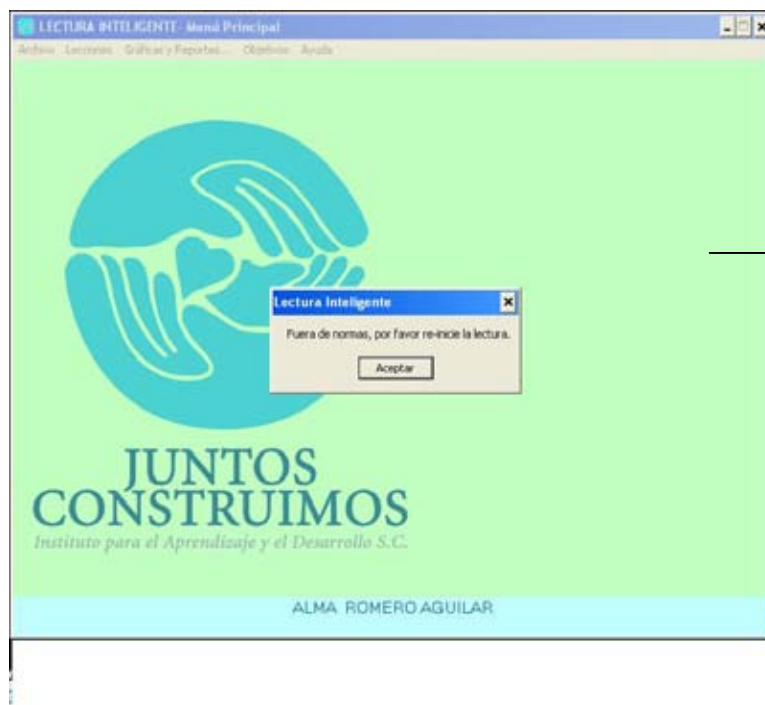 LECTURA INTELIGENTE- Menú Principal
Archivo Lecciones Gráficas y Reportes... Objetivos Ayuda
Lectura Inteligente
Fuera de normas, por favor re-inicie la lectura.
Aceptar
JUNTOS
CONSTRUIMOS
Instituto para el Aprendizaje y el Desarrollo S.C.
ALMA ROMERO AGUILAR